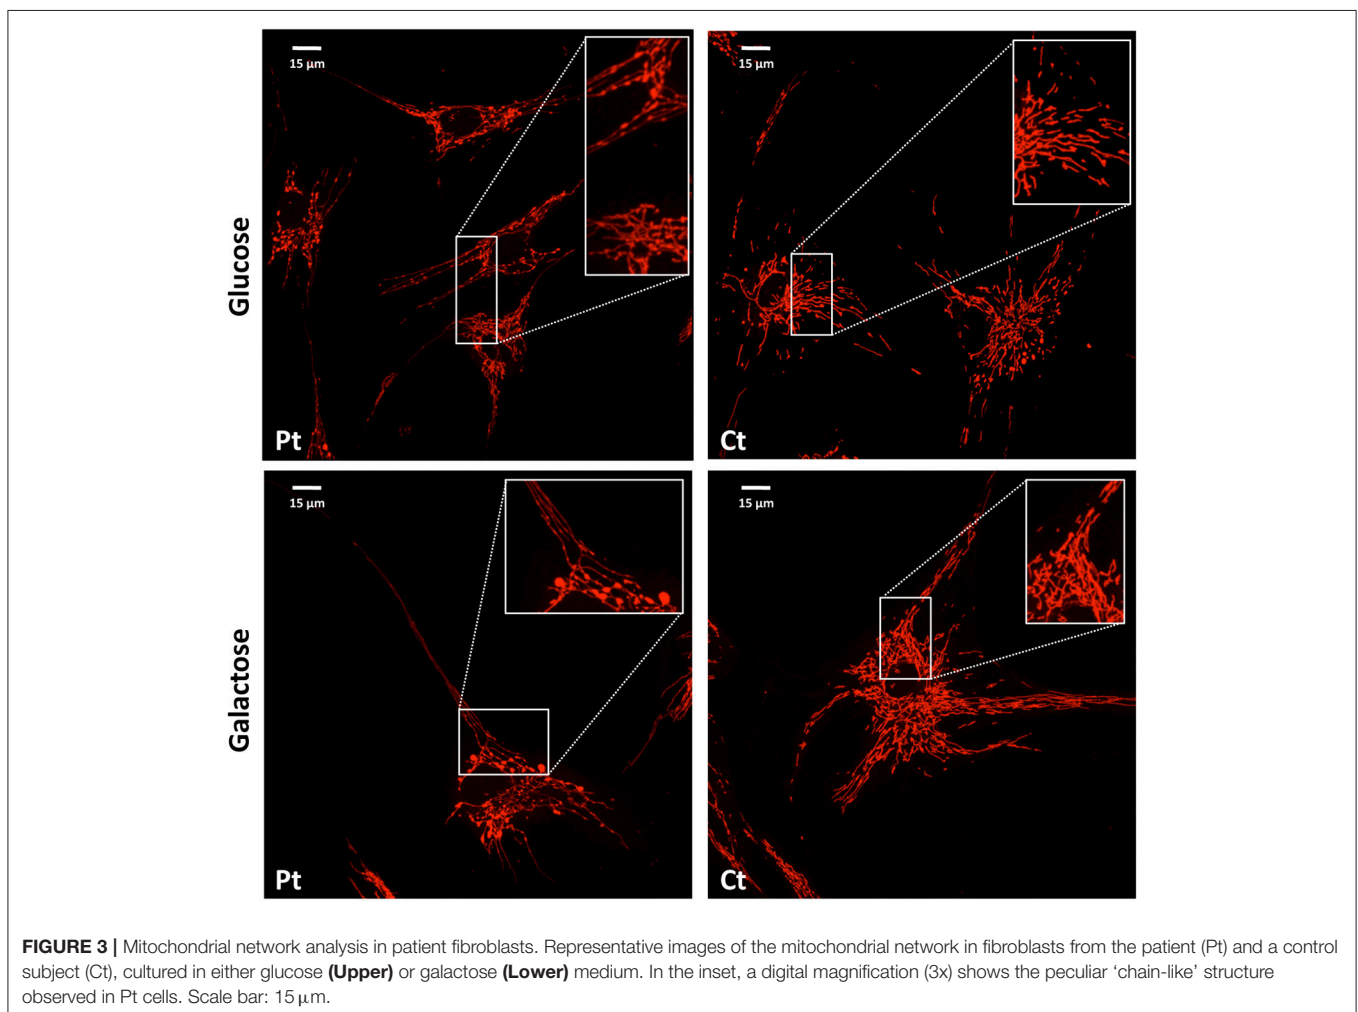 15 µm
15 µm
Glucose
Pt
Ct
15 µm
15 µm
Galactose
Pt
Ct
FIGURE 3 | Mitochondrial network analysis in patient fibroblasts. Representative images of the mitochondrial network in fibroblasts from the patient (Pt) and a control
subject (Ct), cultured in either glucose (Upper) or galactose (Lower) medium. In the inset, a digital magnification (3x) shows the peculiar ‘chain-like’ structure
observed in Pt cells. Scale bar: 15 µm.